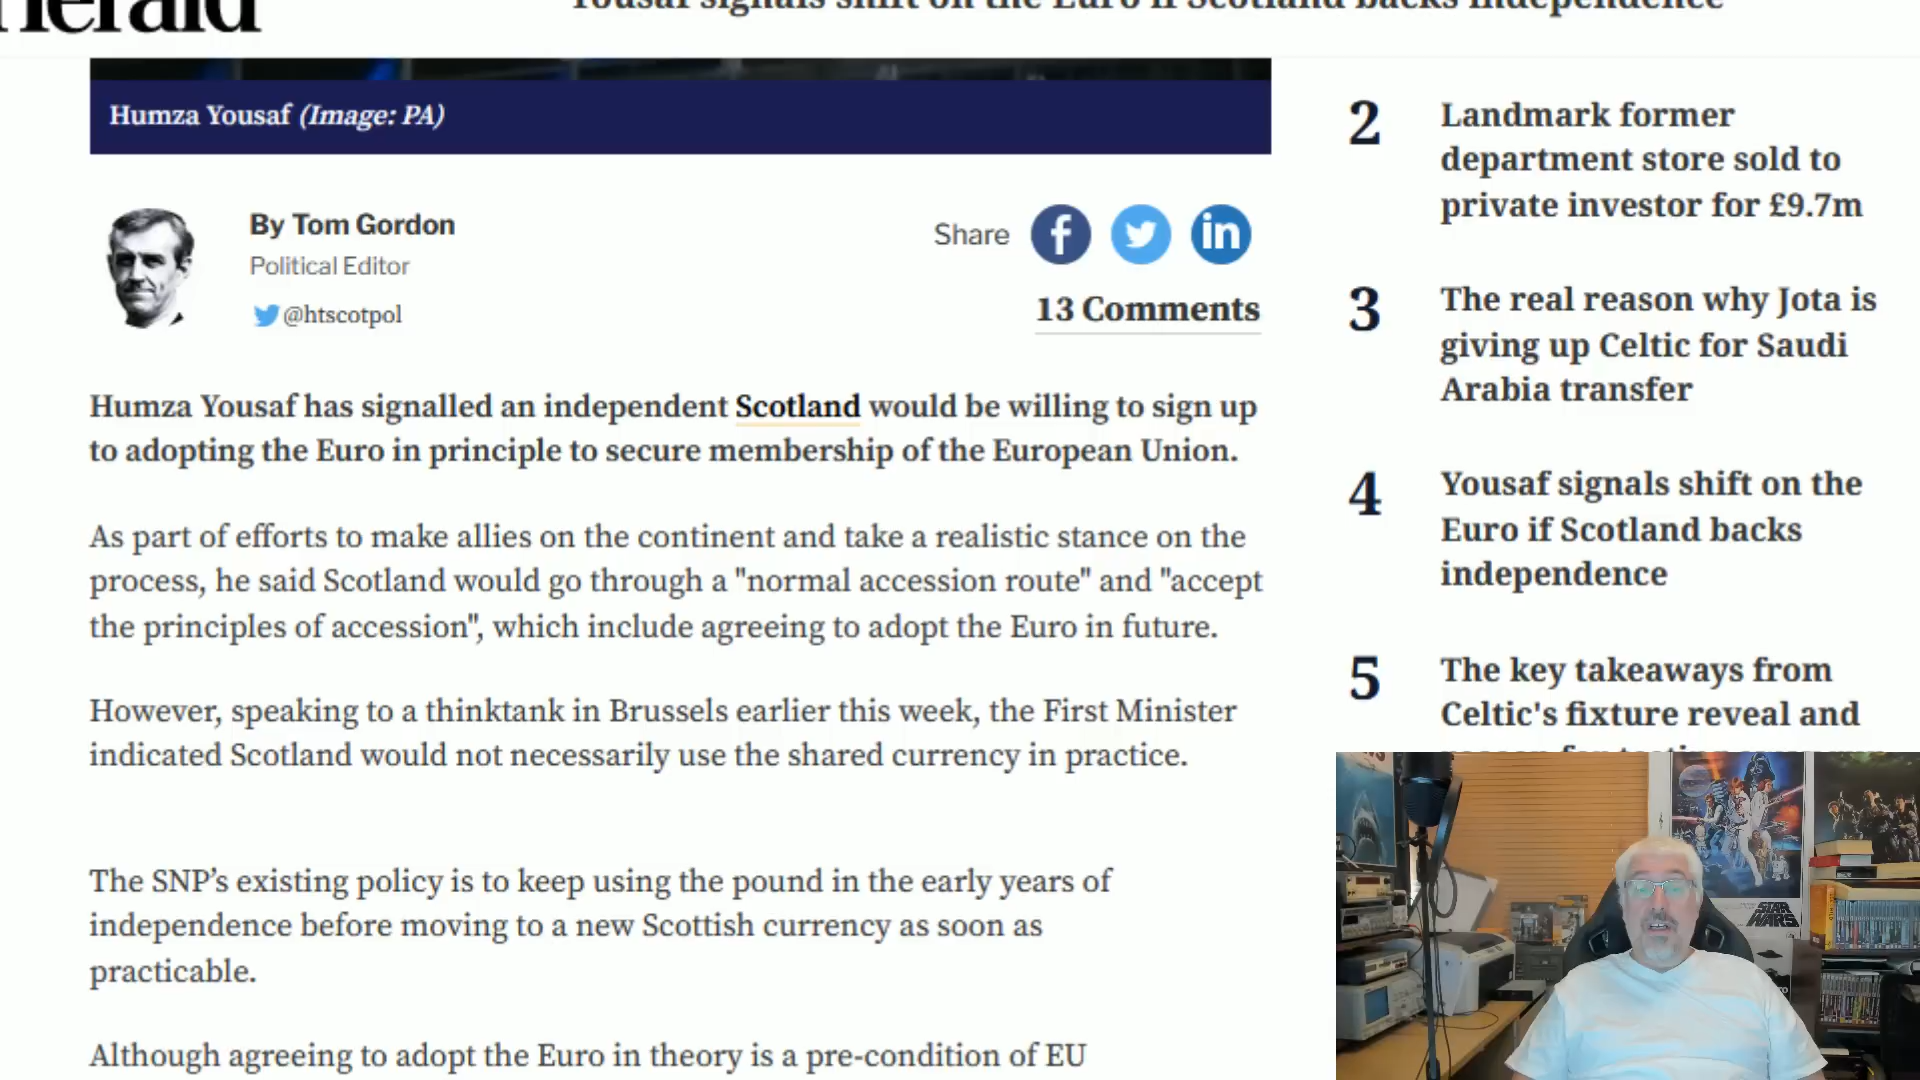 Herald
Yousaf signals shift on the Euro if Scotland backs independence
Humza Yousaf (Image: PA)
By Tom Gordon
Political Editor
@htscotpol
Share
f
in
13 Comments
Humza Yousaf has signalled an independent Scotland would be willing to sign up
to adopting the Euro in principle to secure membership of the European Union.
As part of efforts to make allies on the continent and take a realistic stance on the
process, he said Scotland would go through a "normal accession route" and "accept
the principles of accession", which include agreeing to adopt the Euro in future.
However, speaking to a thinktank in Brussels earlier this week, the First Minister
indicated Scotland would not necessarily use the shared currency in practice.
The SNP’s existing policy is to keep using the pound in the early years of
independence before moving to a new Scottish currency as soon as
practicable.
Although agreeing to adopt the Euro in theory is a pre-condition of EU
2
Landmark former
department store sold to
private investor for £9.7m
3
The real reason why Jota is
giving up Celtic for Saudi
Arabia transfer
4
Yousaf signals shift on the
Euro if Scotland backs
independence
5
The key takeaways from
Celtic's fixture reveal and
STAR
WARS